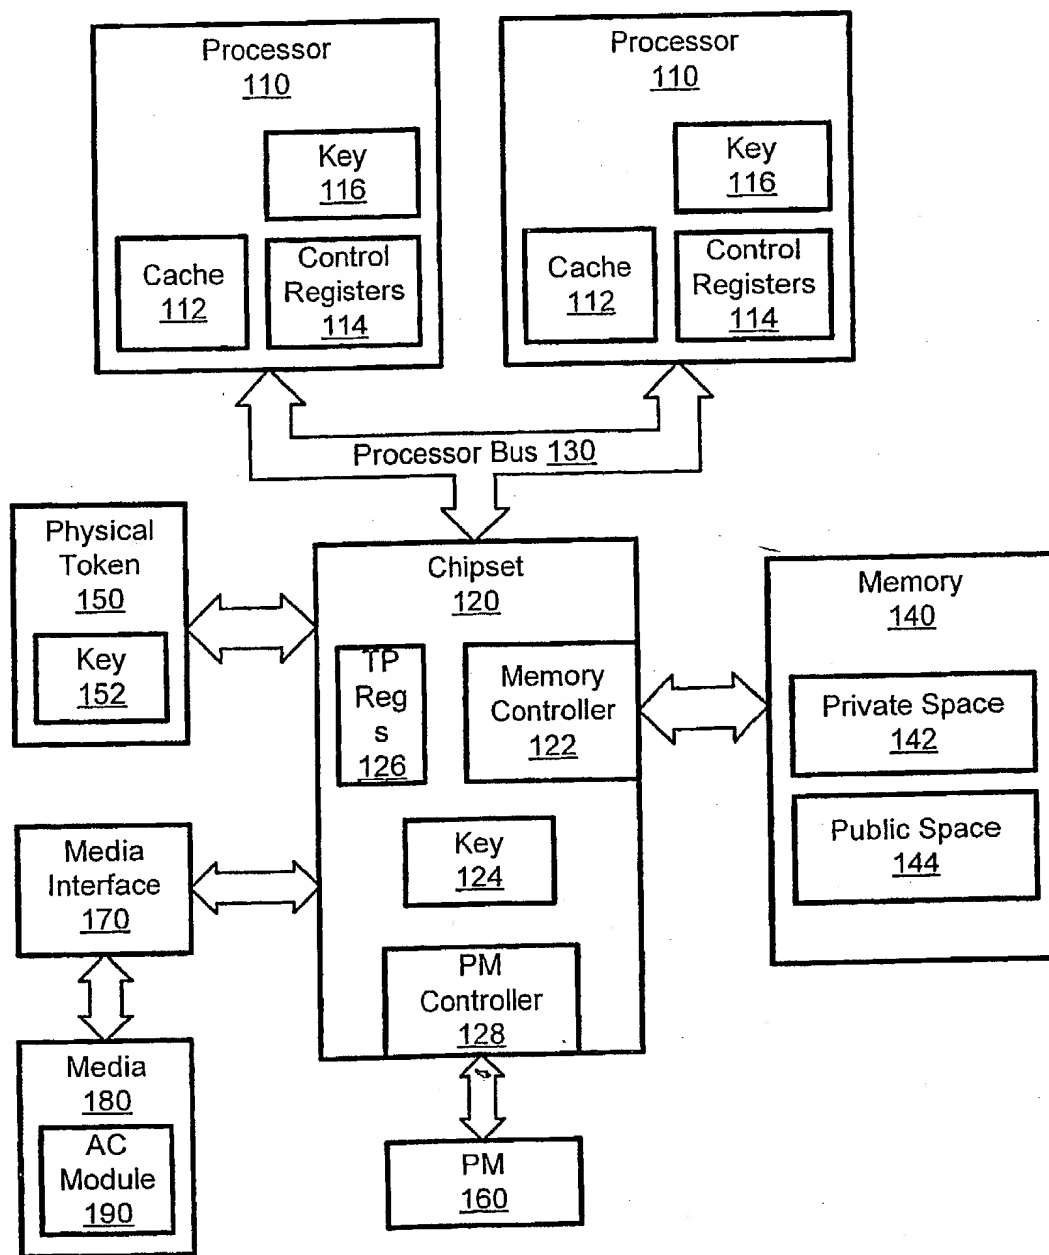 Processor
110
Key
116
Cache
112
Control
Registers
114
Processor
110
Key
116
Cache
112
Control
Registers
114
Processor Bus 130
Physical
Token
150
Key
152
Chipset
120
TP
Reg
s
126
Memory
Controller
122
Key
124
PM
Controller
128
Memory
140
Private Space
142
Public Space
144
Media
Interface
170
Media
180
AC
Module
190
PM
160